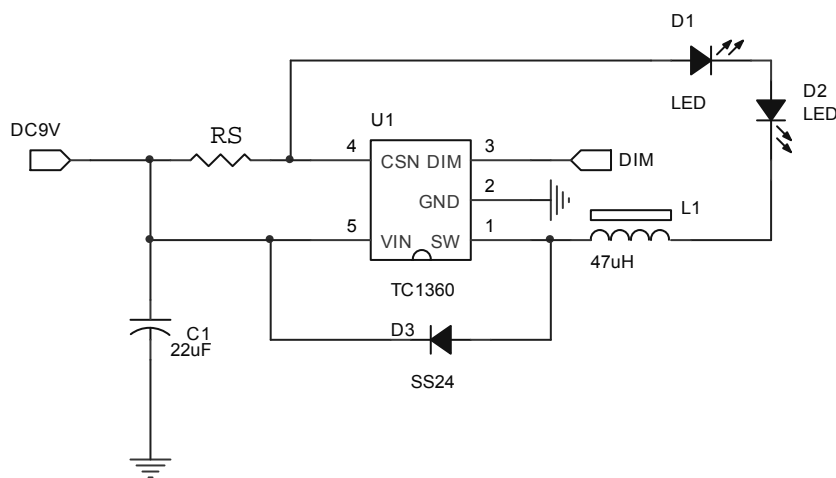 D1
LED
D2
LED
DC9V
RS
U1
4
3
CSN DIM
DIM
2
GND
5
1
VIN SW
L1
47uH
TC1360
C1
22uF
D3
SS24